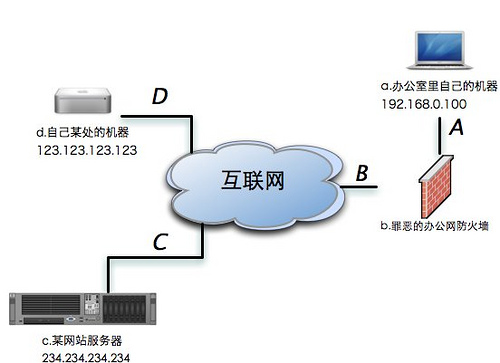 a.办公室里自己的机器
192.168.0.100
D
A
d.自己某处的机器
123.123.123.123
互联网
B
b.罪恶的办公网防火墙
C
c.某网站服务器
234.234.234.234